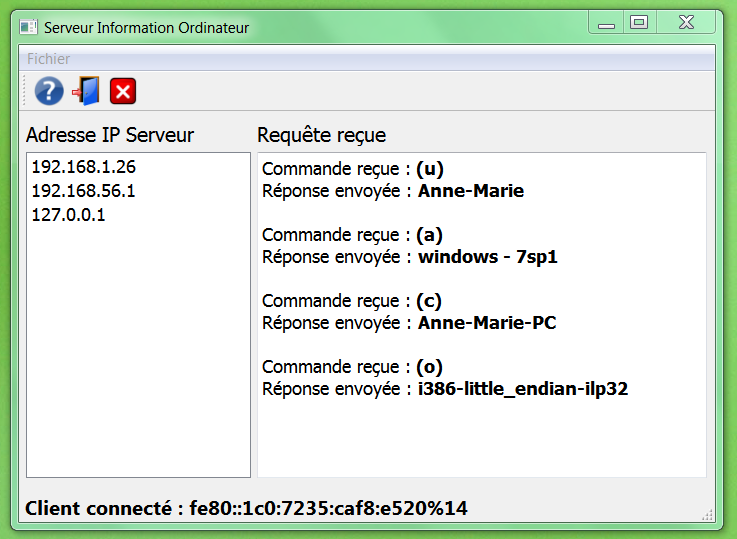 Serveur Information Ordinateur
Fichier
Adresse IP Serveur
192.168.1.26
192.168.56.1
127.0.0.1
Requête reçue
Commande reçue : (u)
Réponse envoyée : Anne-Marie
Commande reçue : (a)
Réponse envoyée : windows - 7sp1
Commande reçue : (c)
Réponse envoyée : Anne-Marie-PC
Commande reçue : (o)
Réponse envoyée : i386-little_endian-ilp32
Client connecté : fe80::1c0:7235:caf8:e520%14